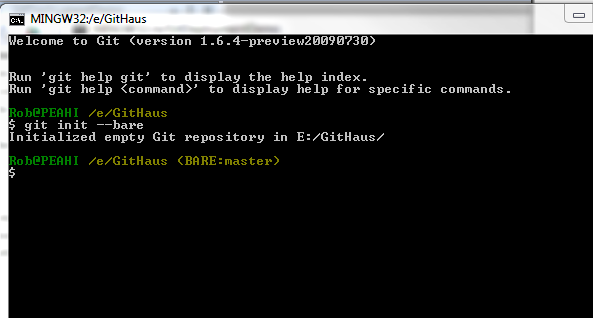 MINGW32:/e/GitHaus
Welcome to Git (version 1.6.4-preview20090730)
Run 'git help git' to display the help index.
Run 'git help <command>' to display help for specific commands.
Rob@PEAHI /e/GitHaus
$ git init --bare
Initialized empty Git repository in E:/GitHaus/
Rob@PEAHI /e/GitHaus (BARE:master)
$